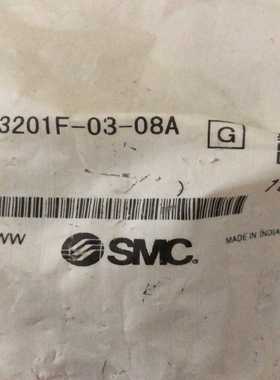 3201F-03-08A G
WW SMC. MADE IN INDIA